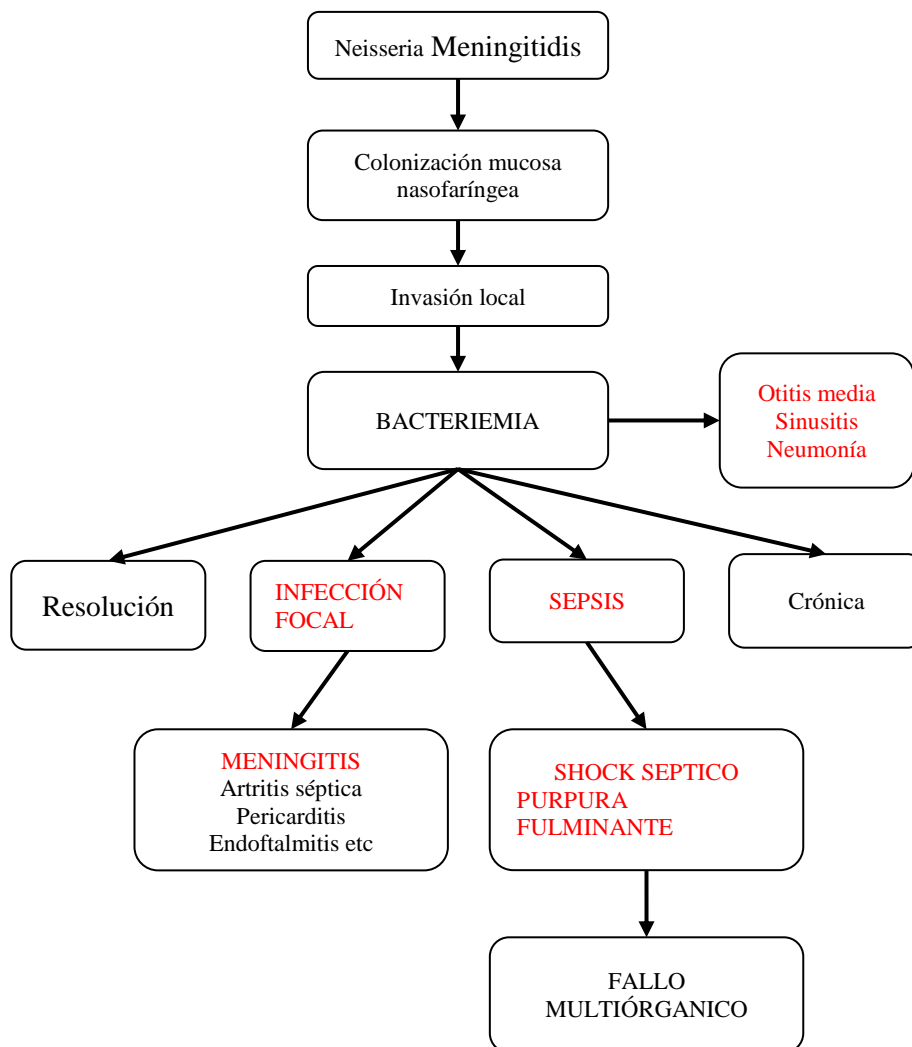 Neisseria Meningitidis
Colonización mucosa
nasofaríngea
Invasión local
BACTERIEMIA
Otitis media
Sinusitis
Neumonía
Resolución
INFECCIÓN
FOCAL
SEPSIS
Crónica
MENINGITIS
Artritis séptica
Pericarditis
Endoftalmitis etc
SHOCK SEPTICO
PURPURA
FULMINANTE
FALLO
MULTIÓRGANICO